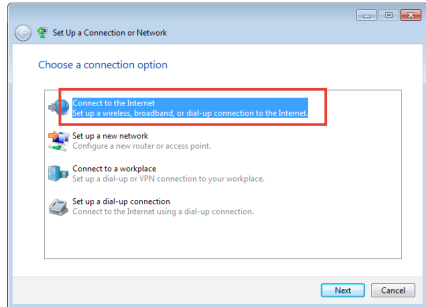 Set Up a Connection or Network
Choose a connection option
Connect to the Internet
Set up a wireless, broadband, or dial-up connection to the Internet.
Set up a new network
Configure a new router or access point.
Connect to a workplace
Set up a dial-up or VPN connection to your workplace.
Set up a dial-up connection
Connect to the Internet using a dial-up connection.
Next Cancel